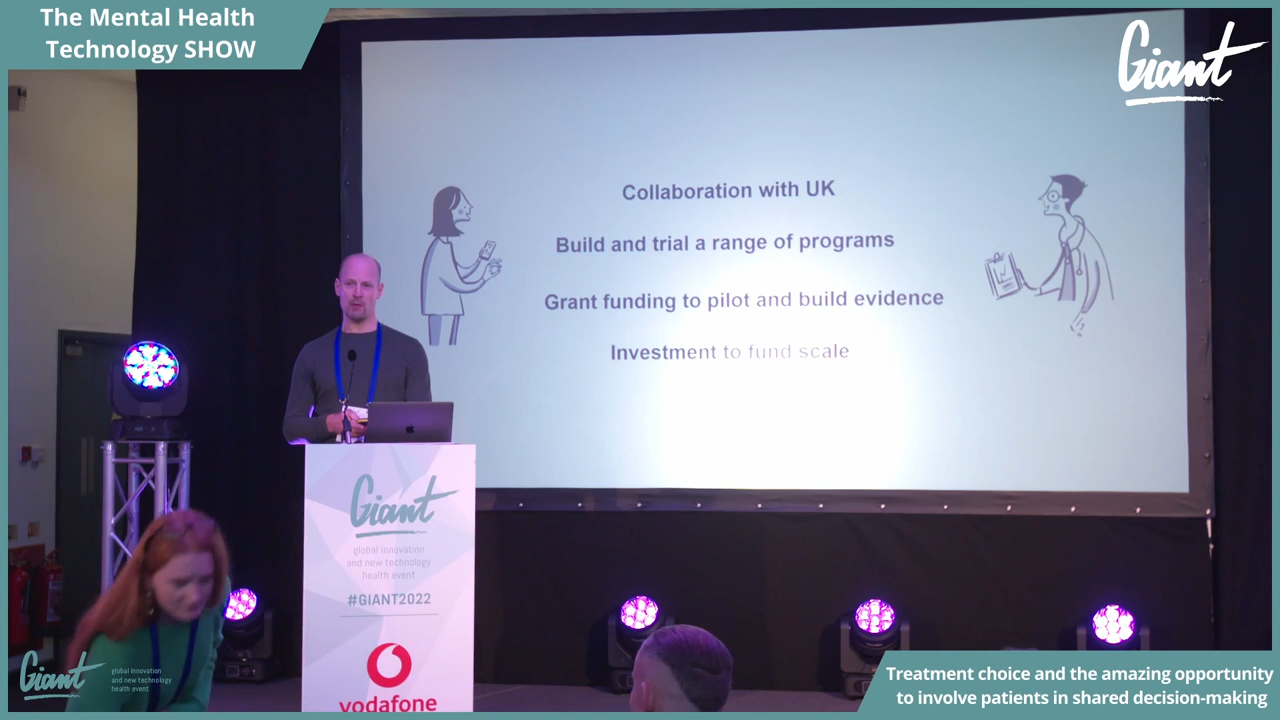 The Mental Health
Technology SHOW
Giant
Collaboration with UK
Build and trial a range of programs
Grant funding to pilot and build evidence
Investment to fund scale
Giant
global innovation
and new technology
health event
#GIANT2022
vodafone
Giant
global innovation
and new technology
health event
Treatment choice and the amazing opportunity
to involve patients in shared decision-making